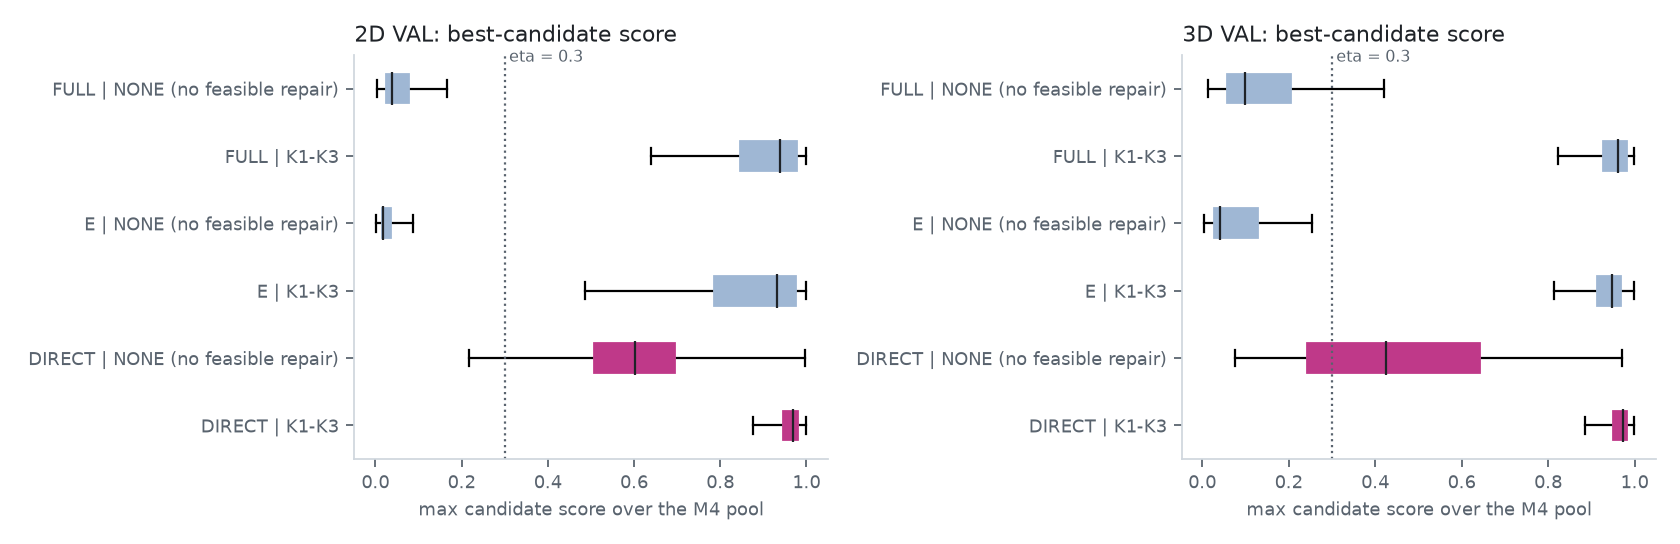 2D VAL: best-candidate score
eta = 0.3
FULL | NONE (no feasible repair)
FULL | K1-K3
E | NONE (no feasible repair)
E | K1-K3
DIRECT | NONE (no feasible repair)
DIRECT | K1-K3
0.0 0.2 0.4 0.6 0.8 1.0
max candidate score over the M4 pool
3D VAL: best-candidate score
eta = 0.3
FULL | NONE (no feasible repair)
FULL | K1-K3
E | NONE (no feasible repair)
E | K1-K3
DIRECT | NONE (no feasible repair)
DIRECT | K1-K3
0.0 0.2 0.4 0.6 0.8 1.0
max candidate score over the M4 pool